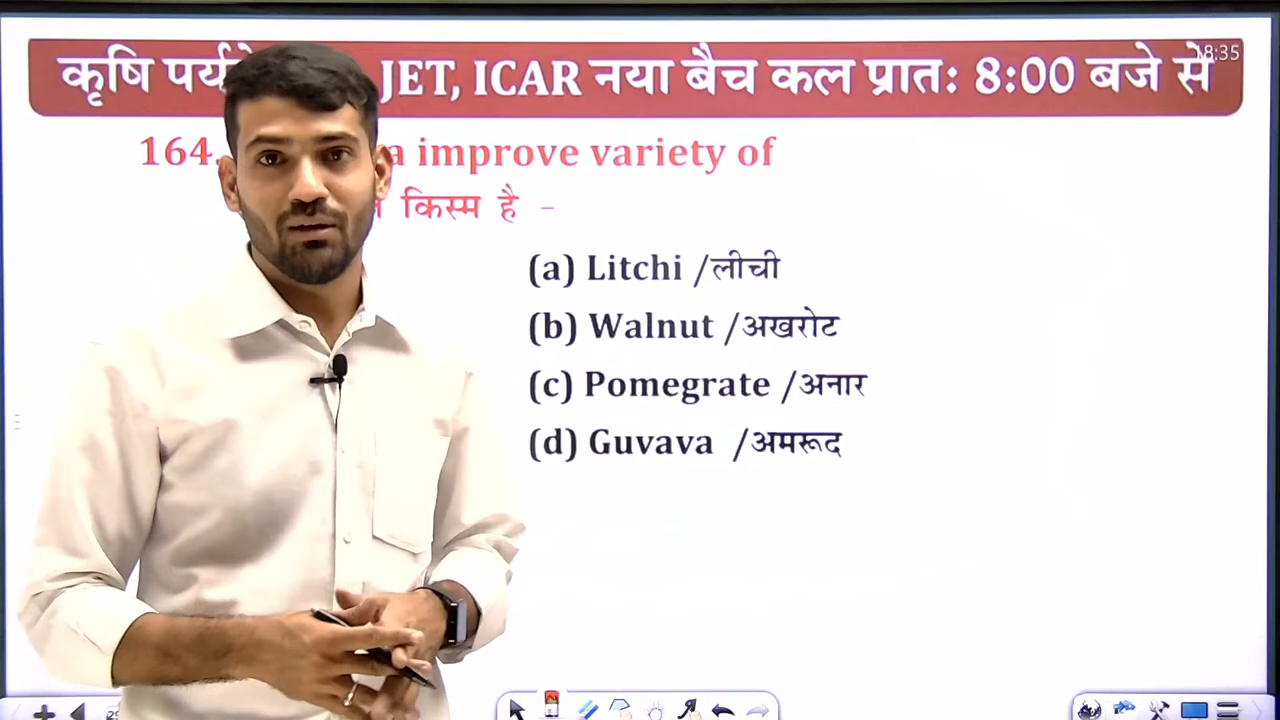 कृषि JET, ICAR नया बैच कल प्रातः 8:00 बजे से
18:35
164. a improve variety of
किस्म है -
(a) Litchi /लीची
(b) Walnut /अखरोट
(c) Pomegrate /अनार
(d) Guvava /अमरूद